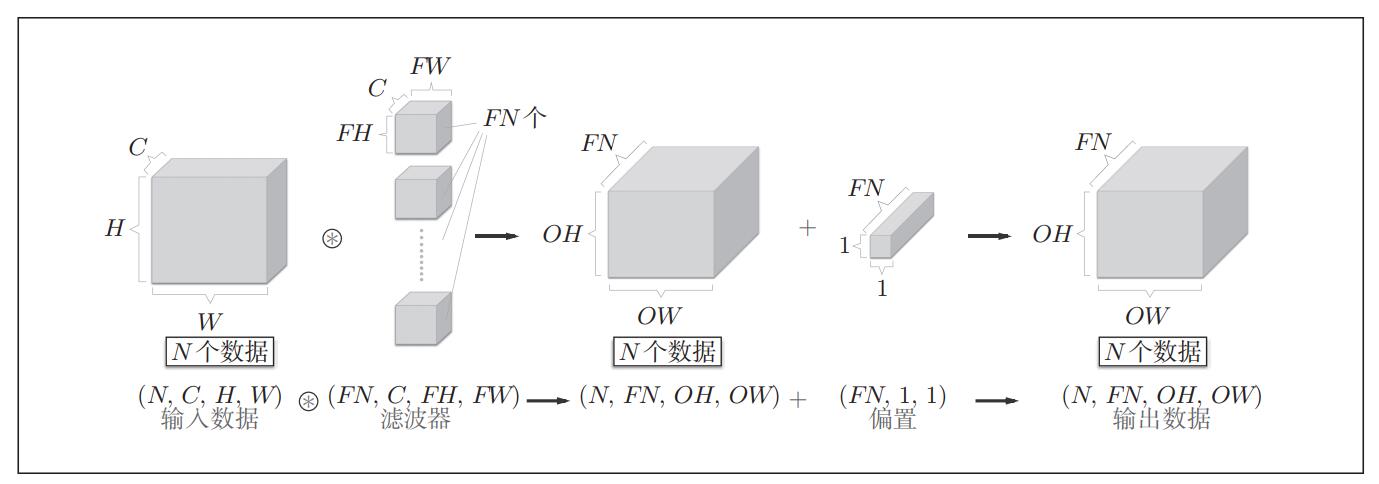 FW
C
FH
FN 个
C
H
W
N 个数据
⊛
FN
OH
OW
N 个数据
+
FN
1
1
FN
OH
OW
N 个数据
(N, C, H, W) ⊛ (FN, C, FH, FW) → (N, FN, OH, OW) + (FN, 1, 1) → (N, FN, OH, OW)
输入数据 滤波器 偏置 输出数据